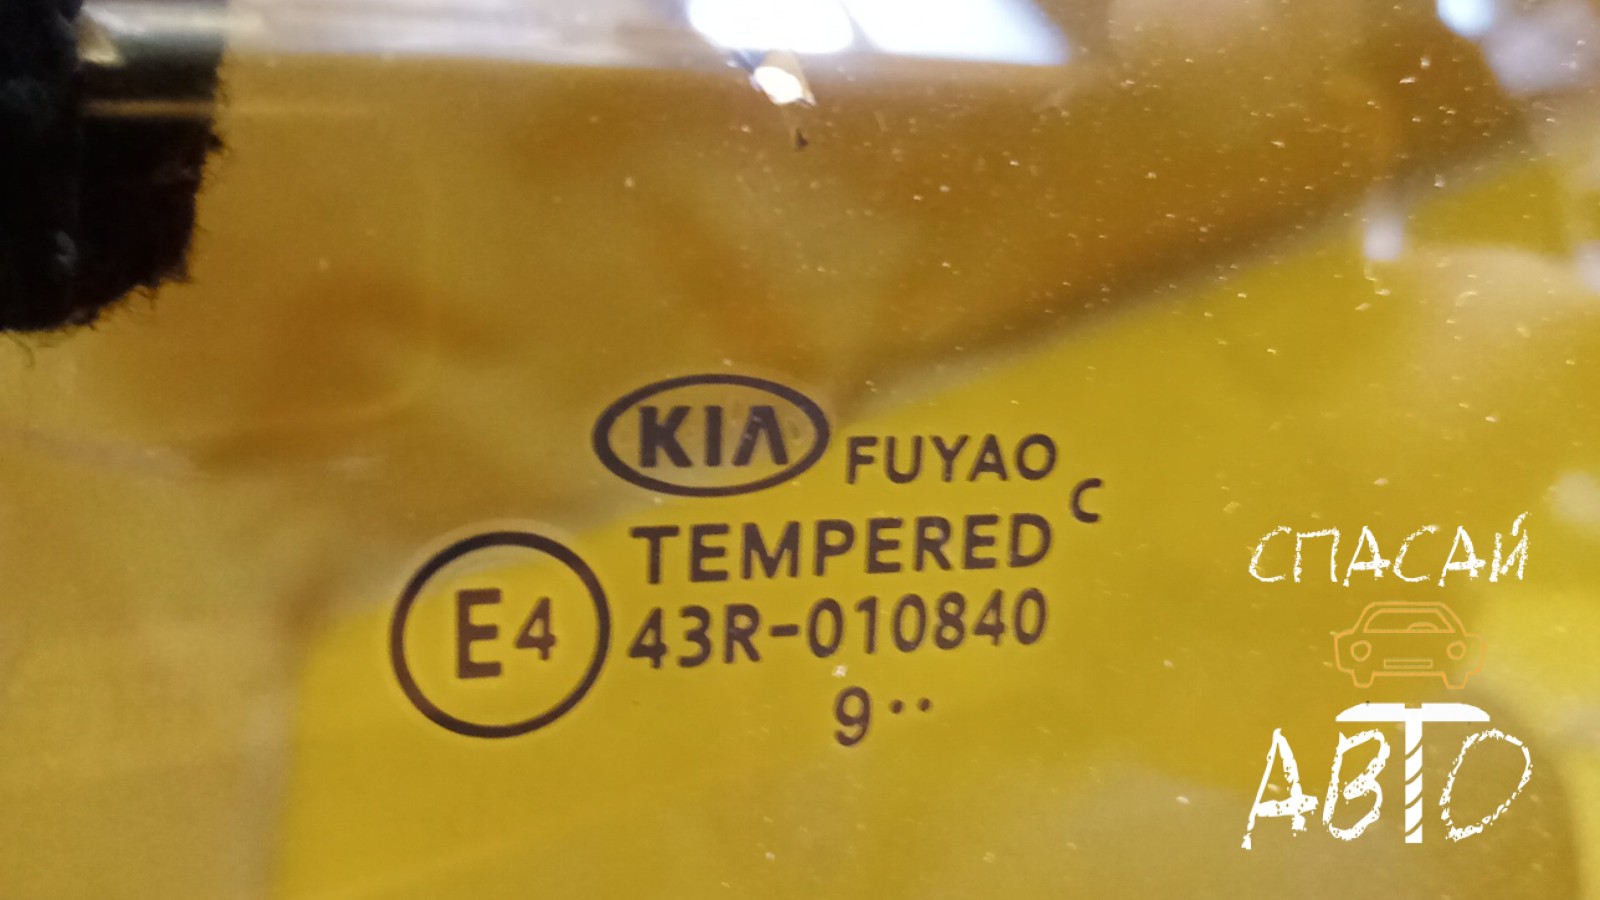 KIA FUYAO
C
TEMPERED
E4
43R-010840
9··
СПАСАЙ
АВТО